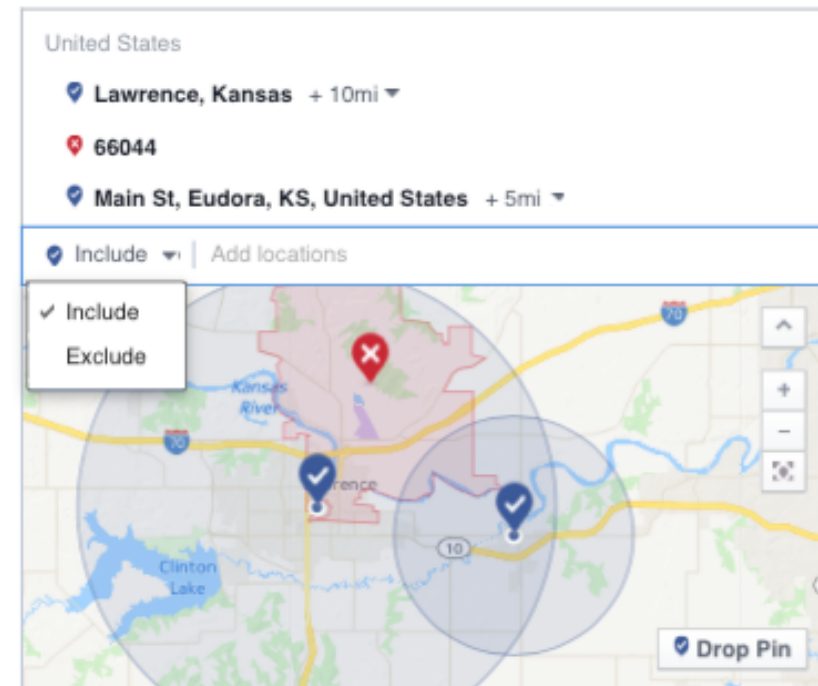 United States
Lawrence, Kansas + 10mi
66044
Main St, Eudora, KS, United States + 5mi
Include Add locations
Include
Exclude
70
Kansas
River
70
rence
10
Clinton
Lake
+
−
Drop Pin